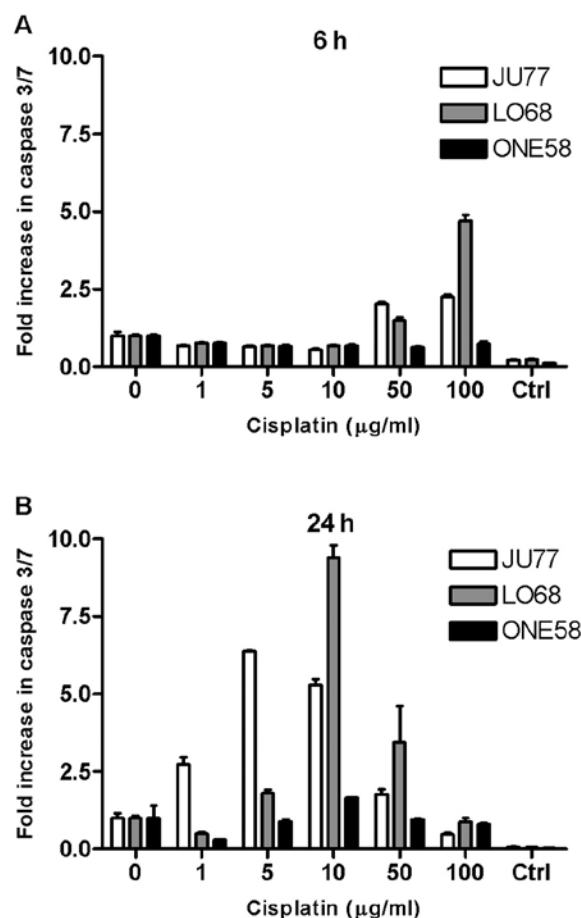 A
6 h
JU77
LO68
ONE58
Fold increase in caspase 3/7
10.0
7.5
5.0
2.5
0.0
0 1 5 10 50 100 Ctrl
Cisplatin (μg/ml)
B
24 h
JU77
LO68
ONE58
Fold increase in caspase 3/7
10.0
7.5
5.0
2.5
0.0
0 1 5 10 50 100 Ctrl
Cisplatin (μg/ml)